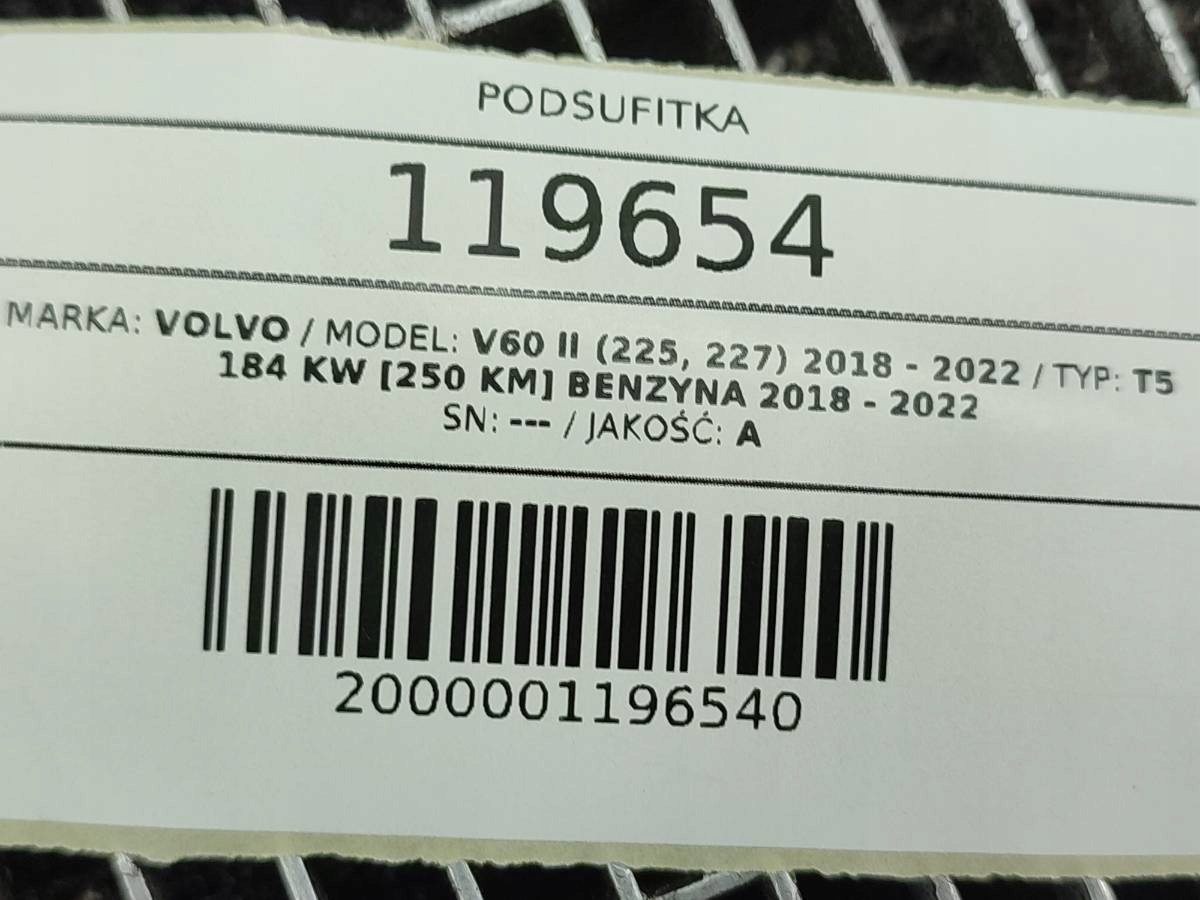 PODSUFITKA
119654
MARKA: VOLVO / MODEL: V60 II (225, 227) 2018 - 2022 / TYP: T5
184 KW [250 KM] BENZYNA 2018 - 2022
SN: --- / JAKOŚĆ: A
2000001196540